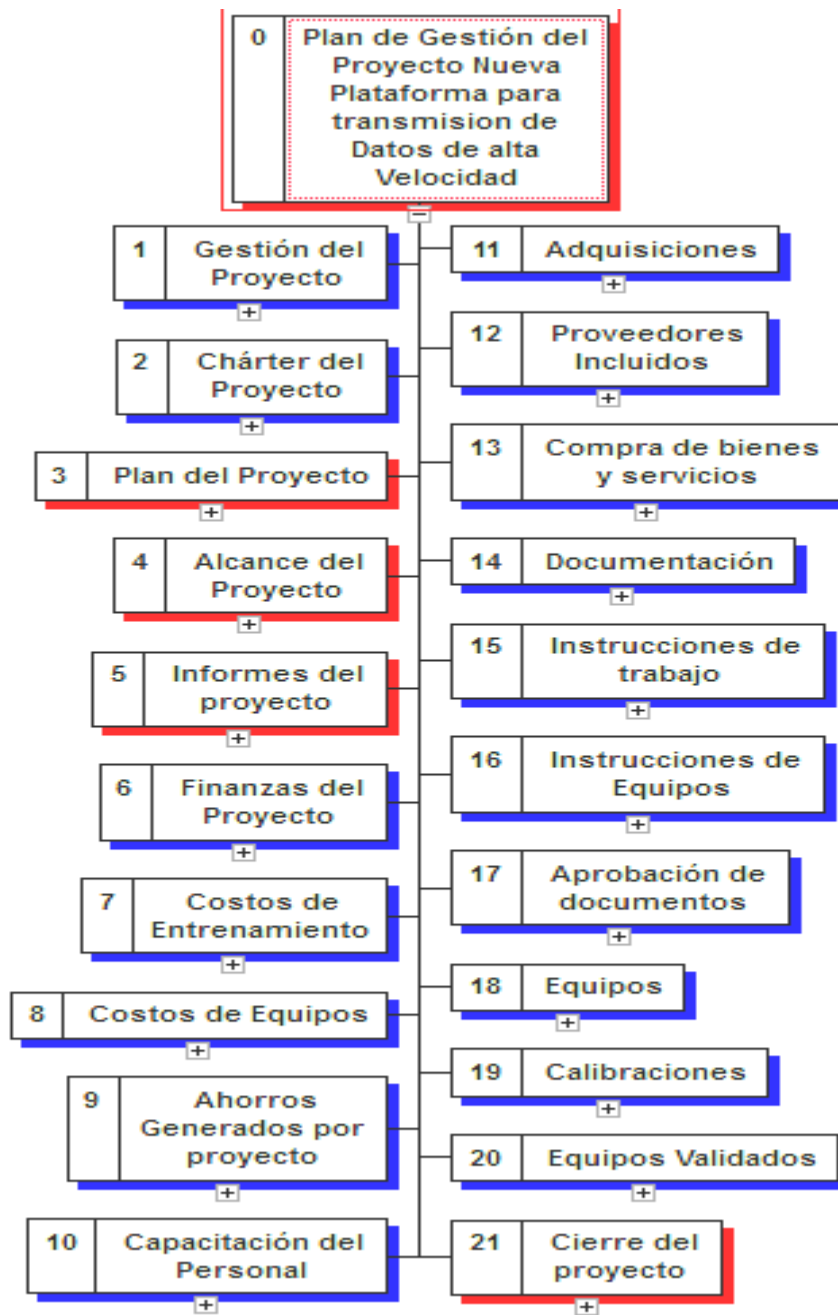 0 Plan de Gestión del
Proyecto Nueva
Plataforma para
transmision de
Datos de alta
Velocidad
1 Gestión del
Proyecto
2 Chárter del
Proyecto
3 Plan del Proyecto
4 Alcance del
Proyecto
5 Informes del
proyecto
6 Finanzas del
Proyecto
7 Costos de
Entrenamiento
8 Costos de Equipos
9 Ahorros
Generados por
proyecto
10 Capacitación del
Personal
11 Adquisiciones
12 Proveedores
Incluidos
13 Compra de bienes
y servicios
14 Documentación
15 Instrucciones de
trabajo
16 Instrucciones de
Equipos
17 Aprobación de
documentos
18 Equipos
19 Calibraciones
20 Equipos Validados
21 Cierre del
proyecto